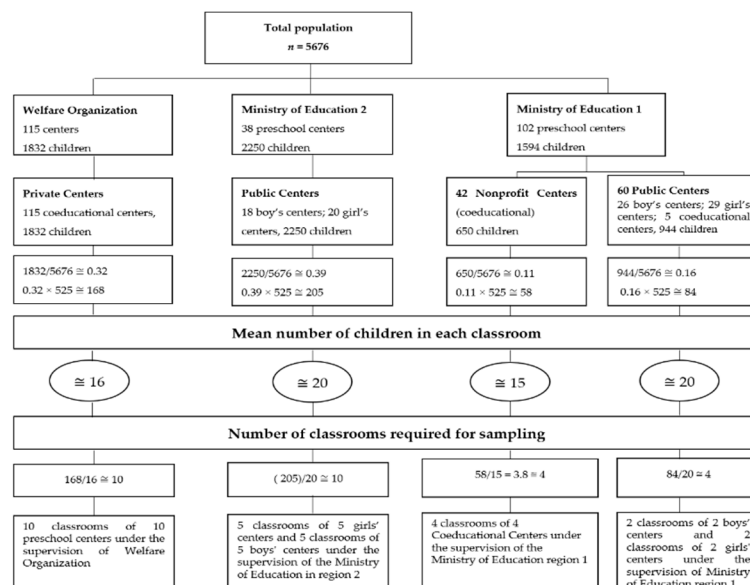 Total population
n = 5676
Welfare Organization
115 centers
1832 children
Ministry of Education 2
38 preschool centers
2250 children
Ministry of Education 1
102 preschool centers
1594 children
Private Centers
115 coeducational centers,
1832 children
Public Centers
18 boy's centers; 20 girl's
centers, 2250 children
42 Nonprofit Centers
(coeducational)
650 children
60 Public Centers
26 boy's centers; 29 girl's
centers; 5 coeducational
centers, 944 children
1832/5676 ≅ 0.32
0.32 × 525 ≅ 168
2250/5676 ≅ 0.39
0.39 × 525 ≅ 205
650/5676 ≅ 0.11
0.11 × 525 ≅ 58
944/5676 ≅ 0.16
0.16 × 525 ≅ 84
Mean number of children in each classroom
≅ 16
≅ 20
≅ 15
≅ 20
Number of classrooms required for sampling
168/16 ≅ 10
(205)/20 ≅ 10
58/15 = 3.8 ≅ 4
84/20 ≅ 4
10 classrooms of 10
preschool centers under the
supervision of Welfare
Organization
5 classrooms of 5 girls'
centers and 5 classrooms of
5 boys' centers under the
supervision of the Ministry
of Education in region 2
4 classrooms of 4
Coeducational Centers under
the supervision of the
Ministry of Education region 1
2 classrooms of 2 boys'
centers and 2
classrooms of 2 girls'
centers under the
supervision of Ministry
of Education region 1